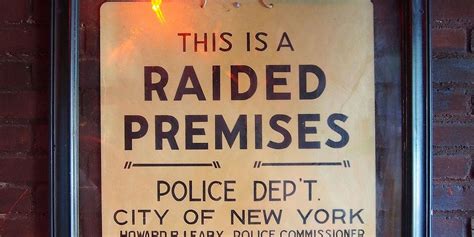 THIS IS A
RAIDED
PREMISES
POLICE DEP'T.
CITY OF NEW YORK
HOWARD R. LEARY, POLICE COMMISSIONER